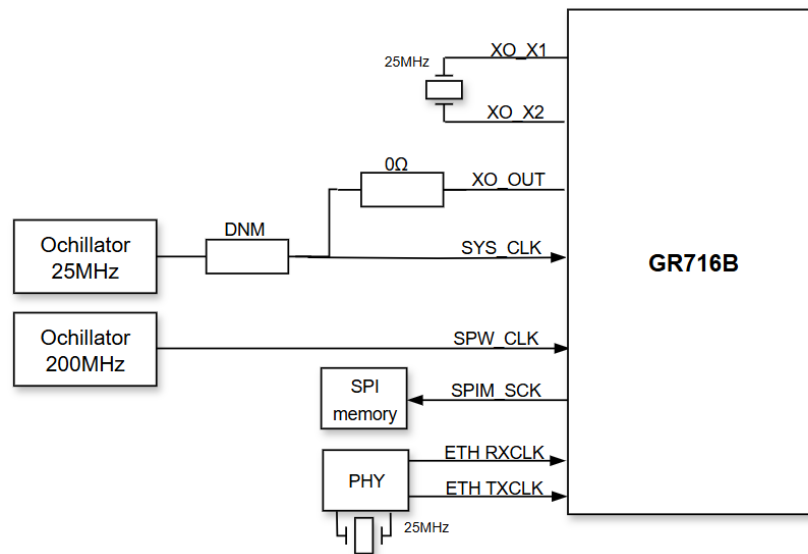 XO_X1
25MHz
XO_X2
0Ω
XO_OUT
DNM
Ochillator
25MHz
SYS_CLK
GR716B
Ochillator
200MHz
SPW_CLK
SPI
memory
SPIM_SCK
ETH RXCLK
PHY
ETH TXCLK
25MHz